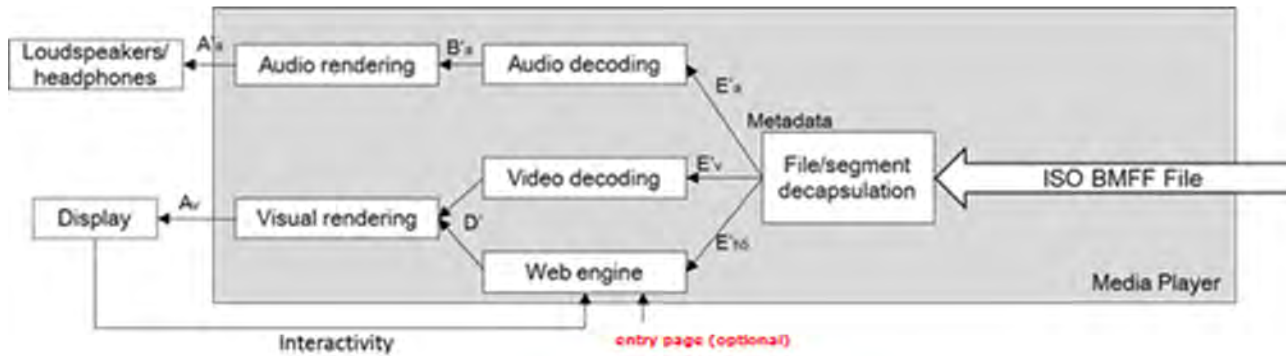 Loudspeakers/
headphones
A'a
Audio rendering
B'a
Audio decoding
E'a
Metadata
File/segment
decapsulation
ISO BMFF File
Video decoding
E'v
Display
Av
Visual rendering
D'
E'h5
Web engine
Media Player
Interactivity
entry page (optional)